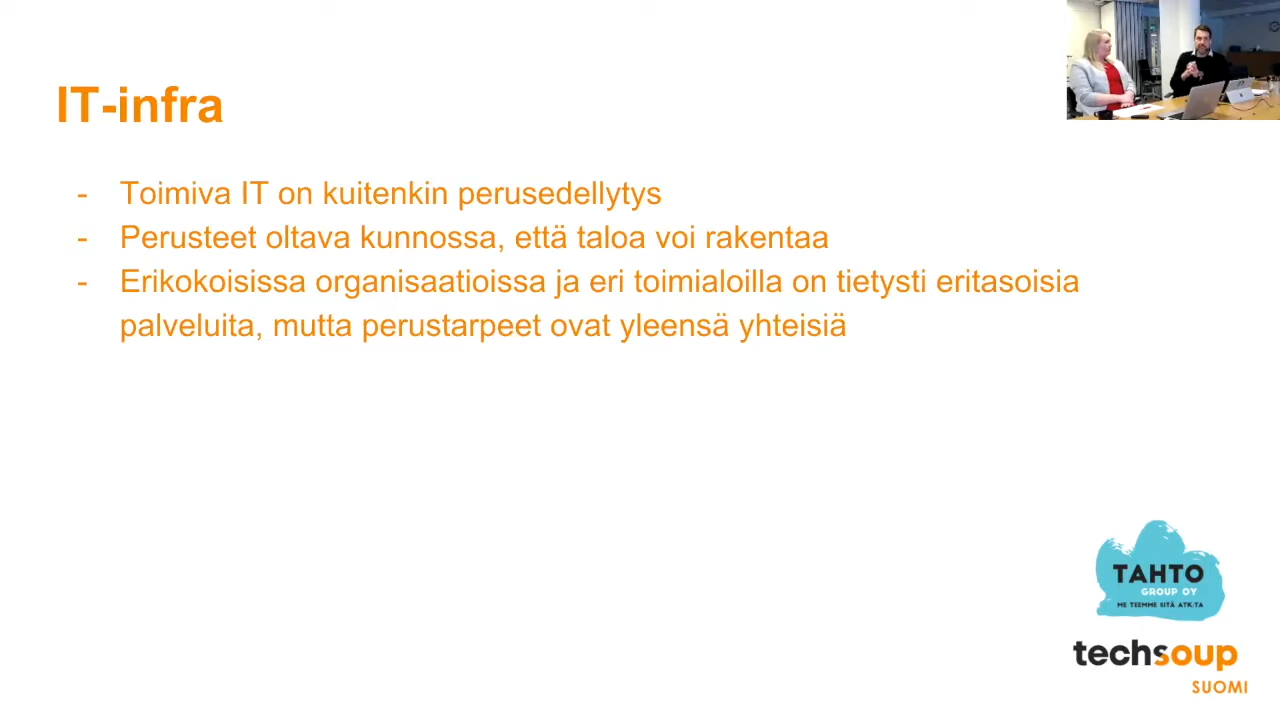 IT-infra
- Toimiva IT on kuitenkin perusedellytys
- Perusteet oltava kunnossa, että taloa voi rakentaa
- Erikokoisissa organisaatioissa ja eri toimialoilla on tietysti eritasoisia
palveluita, mutta perustarpeet ovat yleensä yhteisiä
TAHTO
GROUP OY
ME TEEMME SITÄ ATK:TA
techsoup
SUOMI